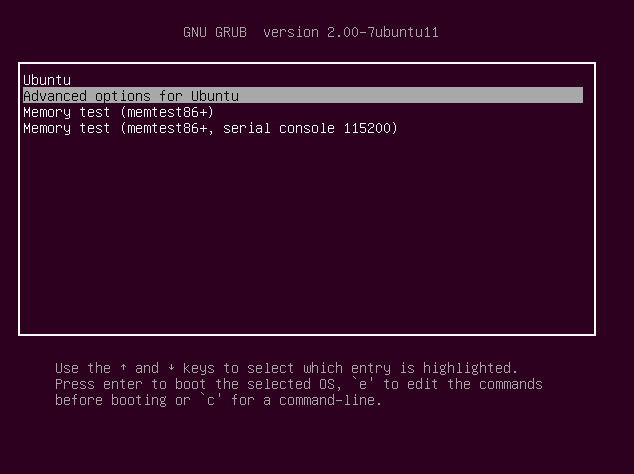 GNU GRUB  version 2.00-7ubuntu11
Ubuntu
Advanced options for Ubuntu
Memory test (memtest86+)
Memory test (memtest86+, serial console 115200)
Use the ↑ and ↓ keys to select which entry is highlighted.
Press enter to boot the selected OS, `e' to edit the commands
before booting or `c' for a command-line.